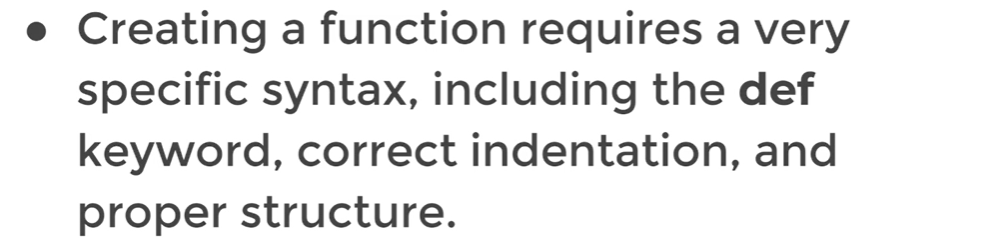 ● Creating a function requires a very
specific syntax, including the def
keyword, correct indentation, and
proper structure.